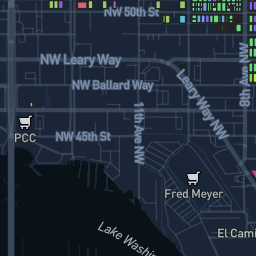 NW 50th St
NW Leary Way
NW Ballard Way
Leary Way NW
8th Ave NW
11th Ave NW
PCC
NW 45th St
Fred Meyer
El Cami
Lake Washin